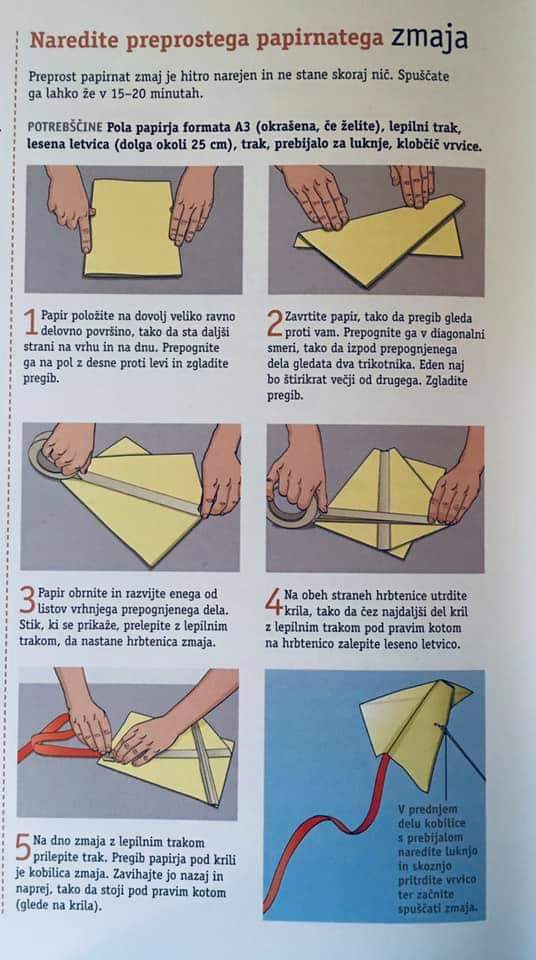 Naredite preprostega papirnatega zmaja
Preprost papirnat zmaj je hitro narejen in ne stane skoraj nič. Spuščate
ga lahko že v 15–20 minutah.
POTREBŠČINE Pola papirja formata A3 (okrašena, če želite), lepilni trak,
lesena letvica (dolga okoli 25 cm), trak, prebijalo za luknje, klobčič vrvice.
1 Papir položite na dovolj veliko ravno
delovno površino, tako da sta daljši
strani na vrhu in na dnu. Prepognite
ga na pol z desne proti levi in zgladite
pregib.
2 Zavrtite papir, tako da pregib gleda
proti vam. Prepognite ga v diagonalni
smeri, tako da izpod prepognjenega
dela gledata dva trikotnika. Eden naj
bo štirikrat večji od drugega. Zgladite
pregib.
3 Papir obrnite in razvijte enega od
listov vrhnjega prepognjenega dela.
Stik, ki se prikaže, prelepite z lepilnim
trakom, da nastane hrbtenica zmaja.
4 Na obeh straneh hrbtenice utrdite
krila, tako da čez najdaljši del kril
z lepilnim trakom pod pravim kotom
na hrbtenico zalepite leseno letvico.
5 Na dno zmaja z lepilnim trakom
prilepite trak. Pregib papirja pod krili
je kobilica zmaja. Zavihajte jo nazaj in
naprej, tako da stoji pod pravim kotom
(glede na krila).
V prednjem
delu kobilice
s prebijalom
naredite luknjo
in skoznjo
pritrdite vrvico
ter začnite
spuščati zmaja.